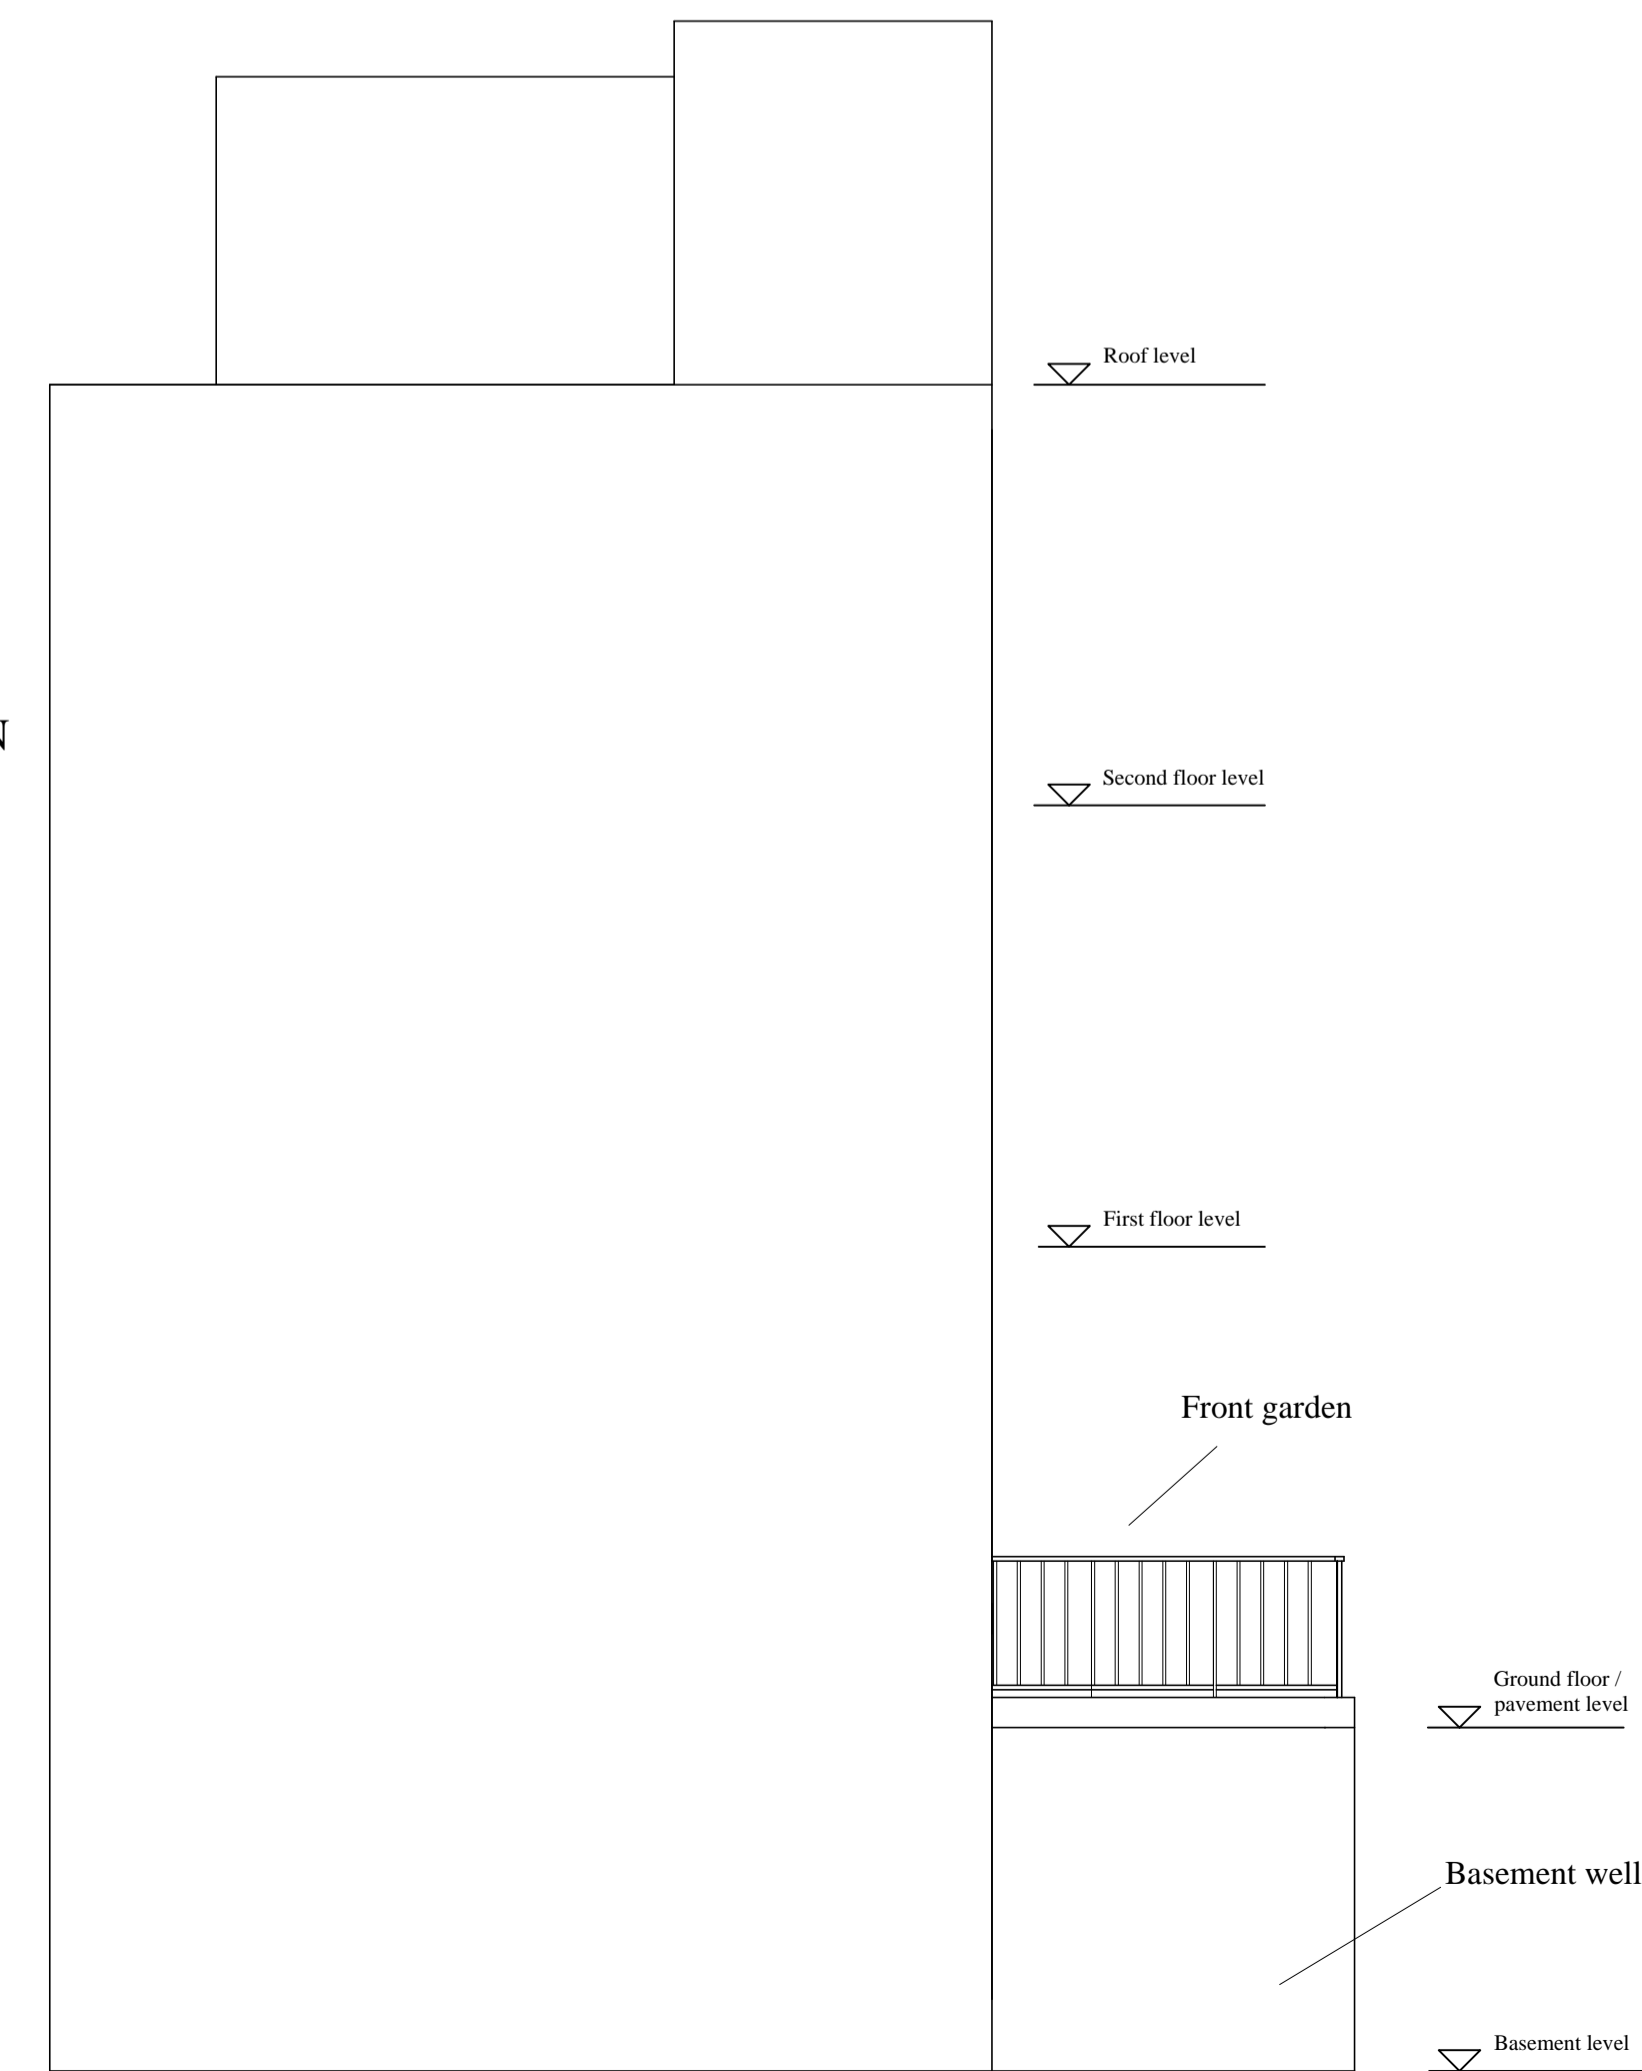 Roof level
N
Second floor level
First floor level
Front garden
Ground floor /
pavement level
Basement well
Basement level